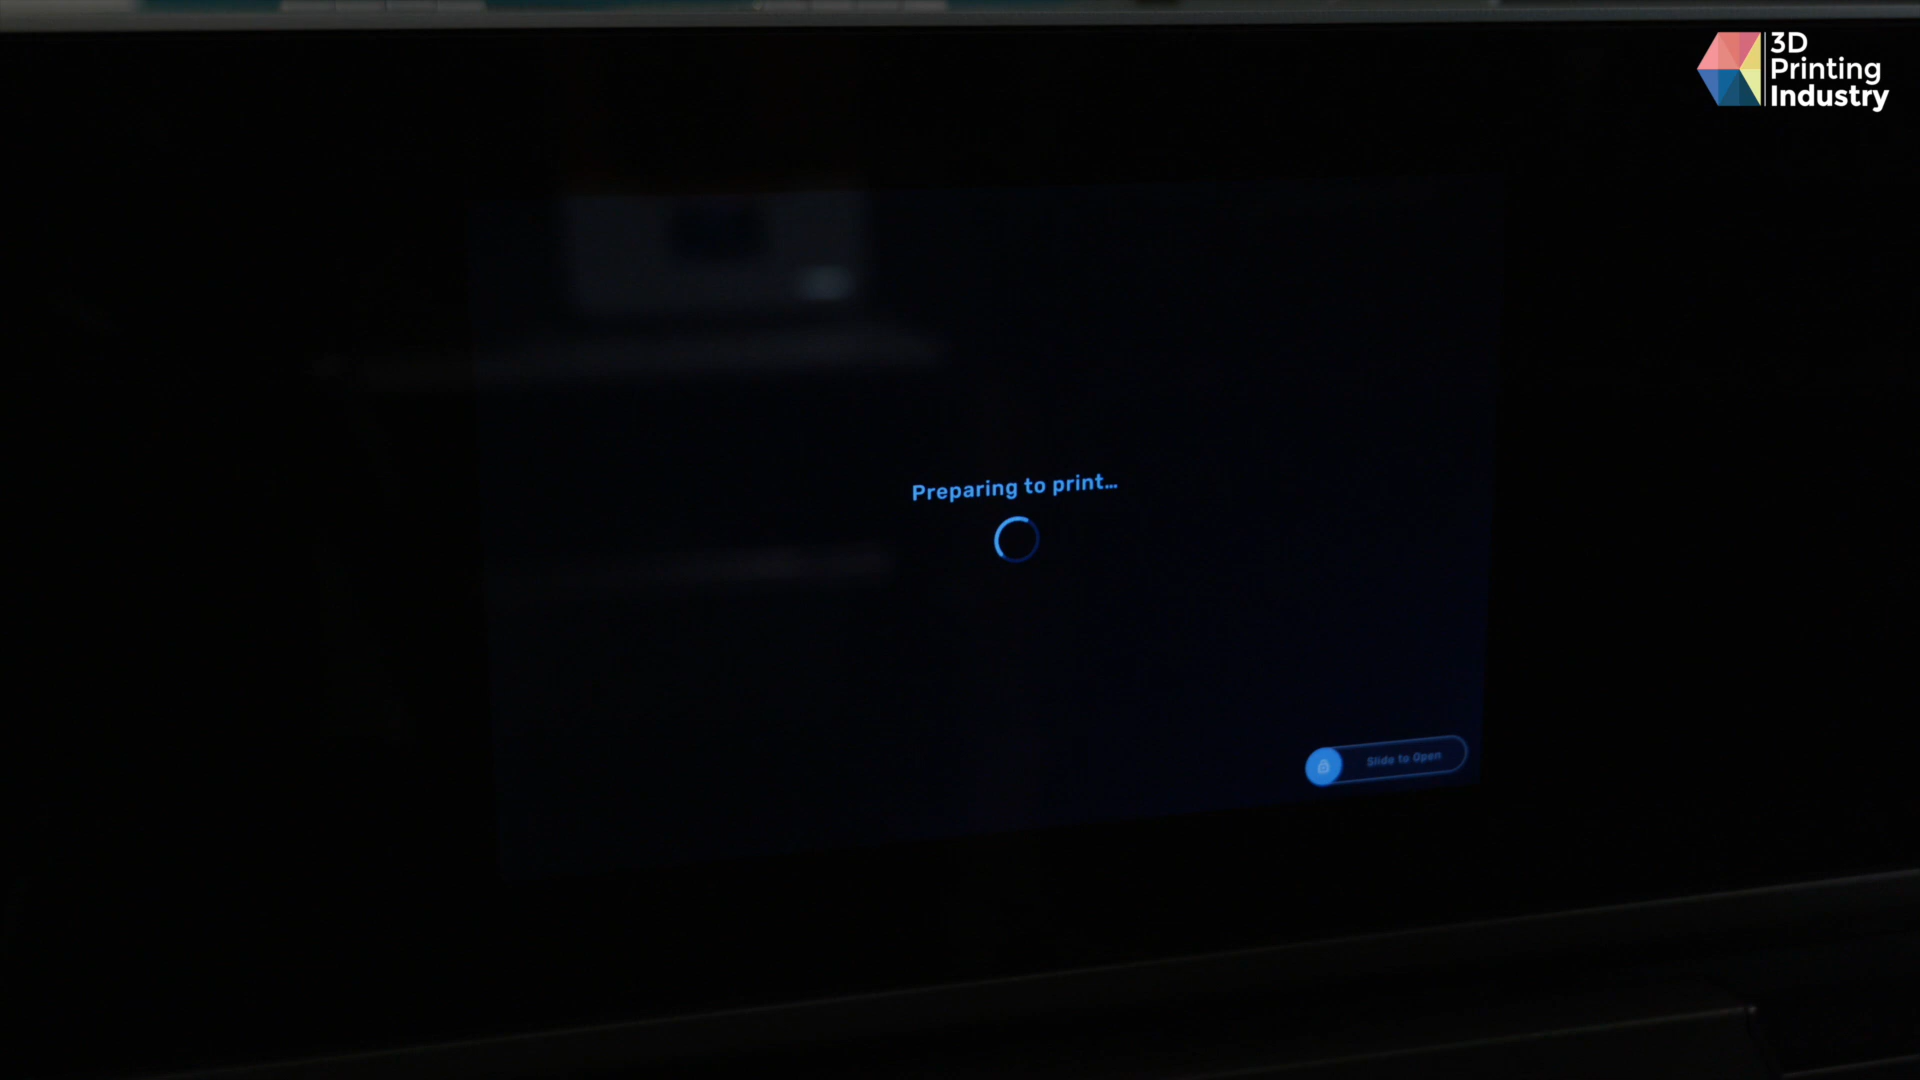 3D
Printing
Industry
Preparing to print...
Slide to Open